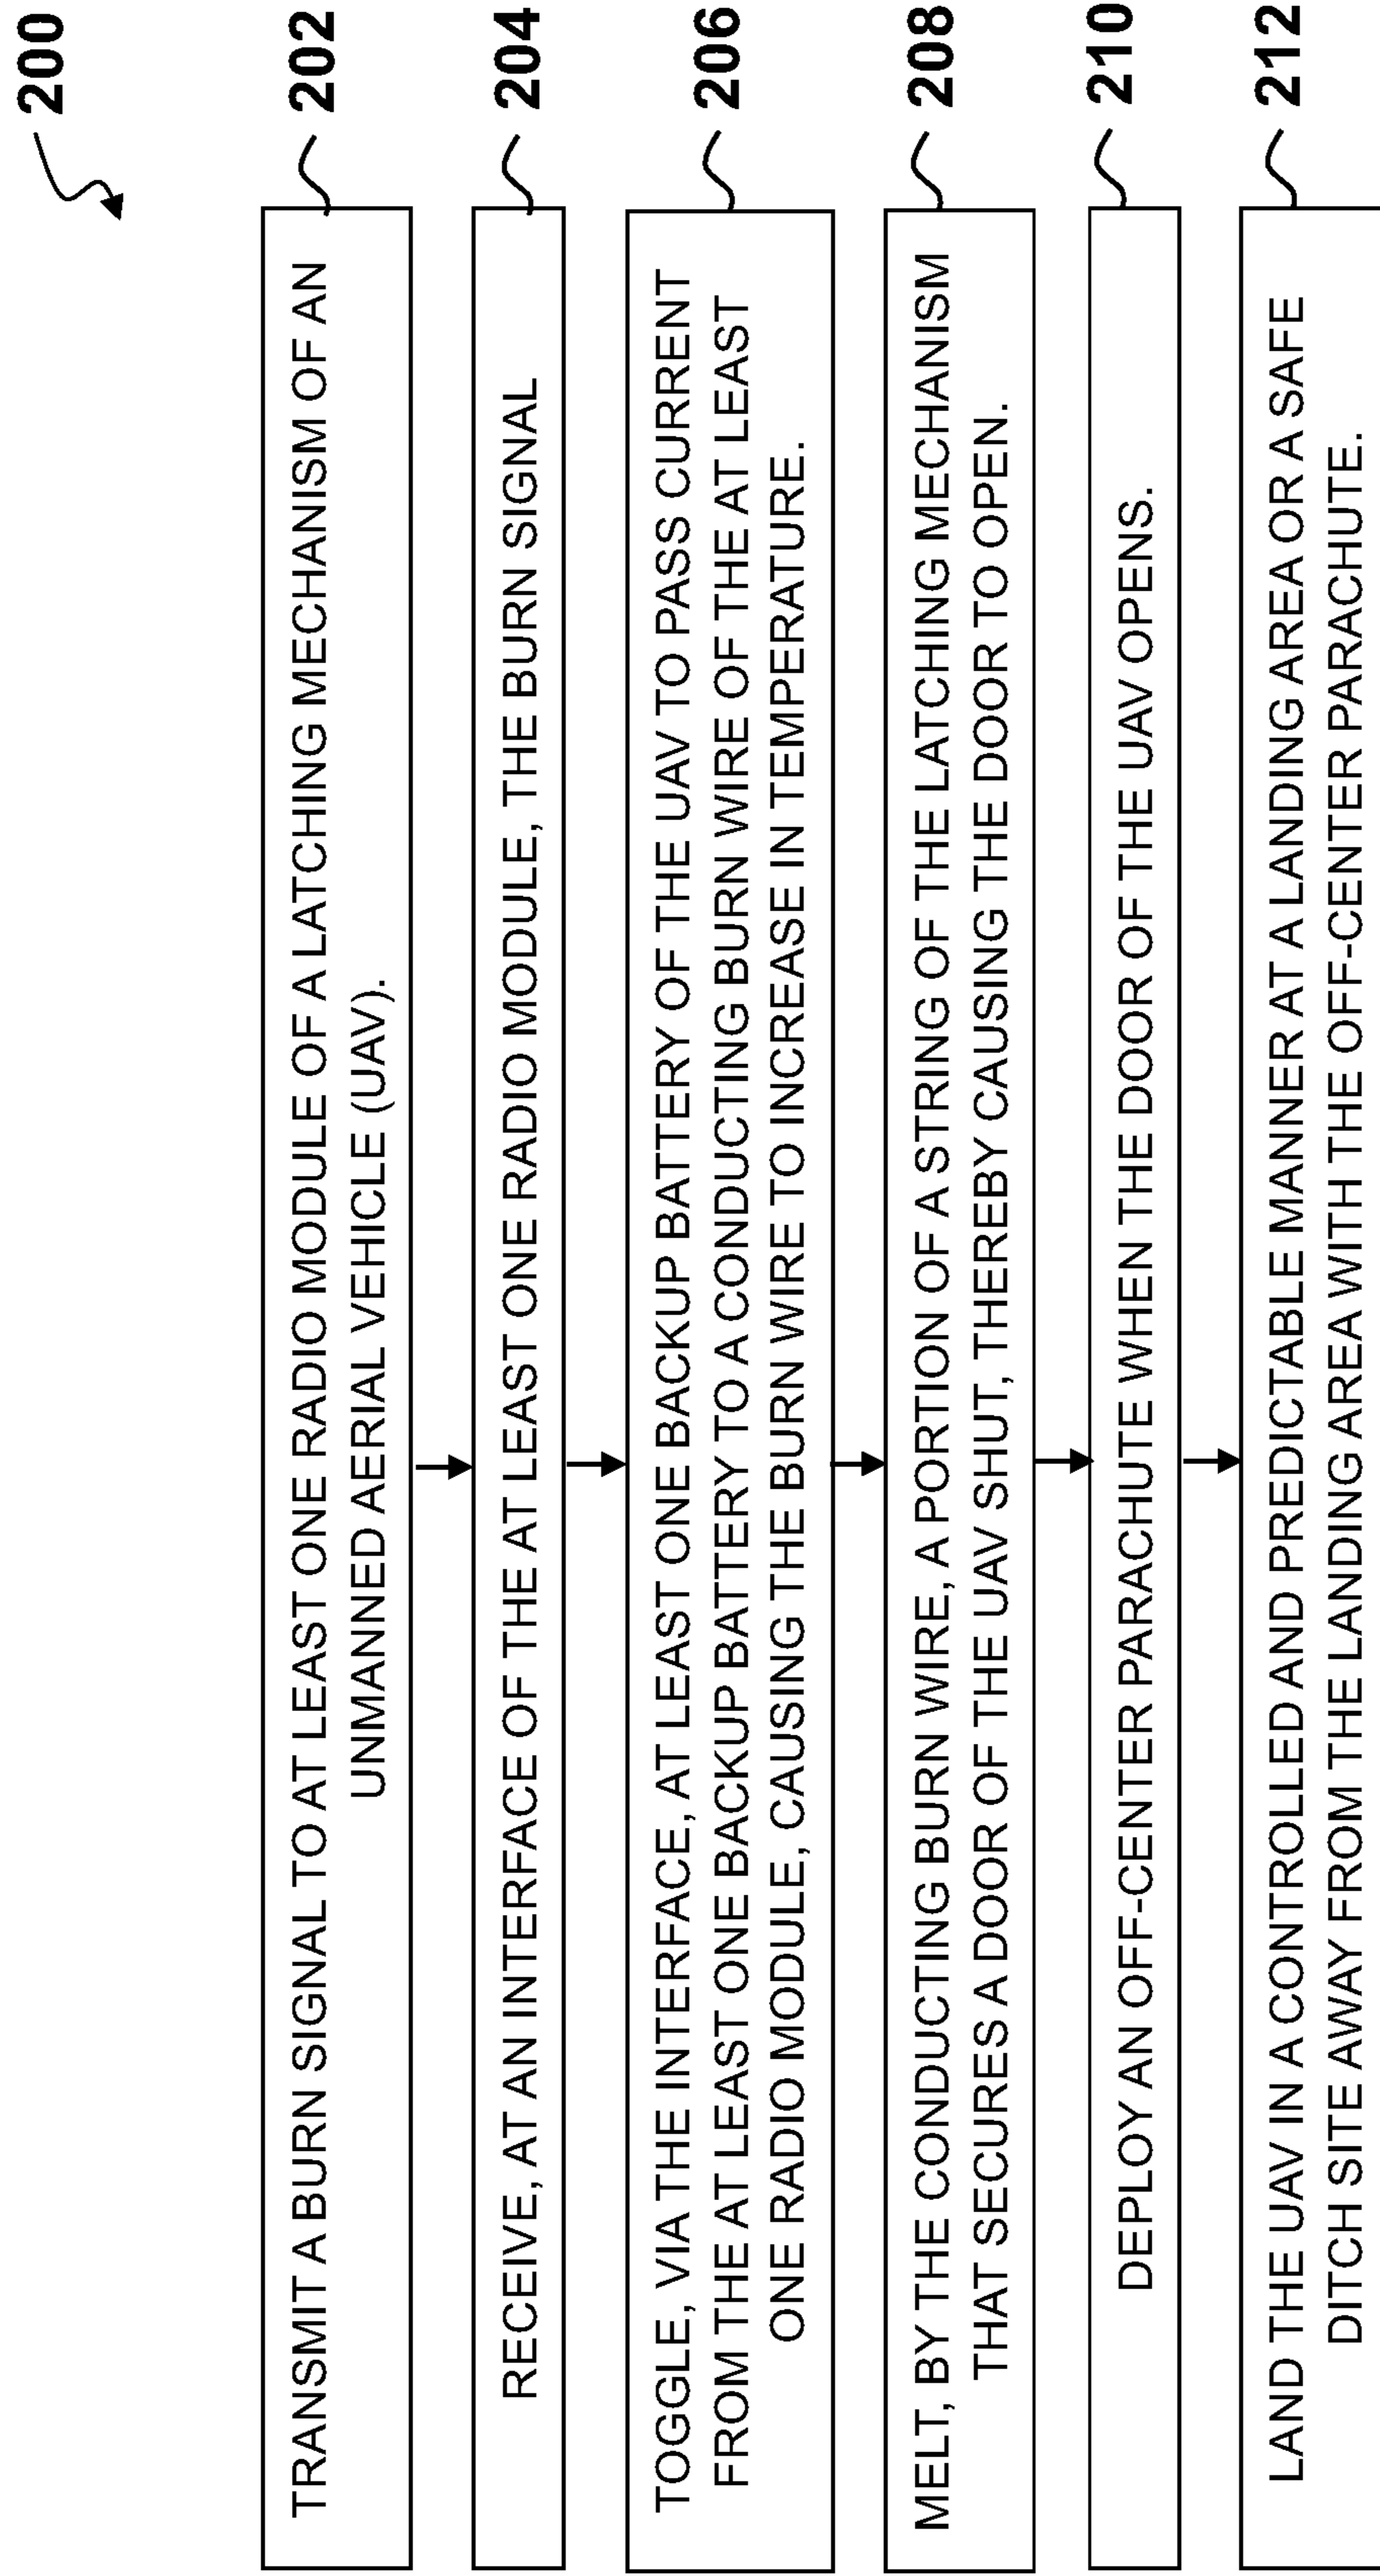 200
TRANSMIT A BURN SIGNAL TO AT LEAST ONE RADIO MODULE OF A LATCHING MECHANISM OF AN
UNMANNED AERIAL VEHICLE (UAV).
202
RECEIVE, AT AN INTERFACE OF THE AT LEAST ONE RADIO MODULE, THE BURN SIGNAL
204
TOGGLE, VIA THE INTERFACE, AT LEAST ONE BACKUP BATTERY OF THE UAV TO PASS CURRENT
FROM THE AT LEAST ONE BACKUP BATTERY TO A CONDUCTING BURN WIRE OF THE AT LEAST
ONE RADIO MODULE, CAUSING THE BURN WIRE TO INCREASE IN TEMPERATURE.
206
MELT, BY THE CONDUCTING BURN WIRE, A PORTION OF A STRING OF THE LATCHING MECHANISM
THAT SECURES A DOOR OF THE UAV SHUT, THEREBY CAUSING THE DOOR TO OPEN.
208
DEPLOY AN OFF-CENTER PARACHUTE WHEN THE DOOR OF THE UAV OPENS.
210
LAND THE UAV IN A CONTROLLED AND PREDICTABLE MANNER AT A LANDING AREA OR A SAFE
DITCH SITE AWAY FROM THE LANDING AREA WITH THE OFF-CENTER PARACHUTE.
212